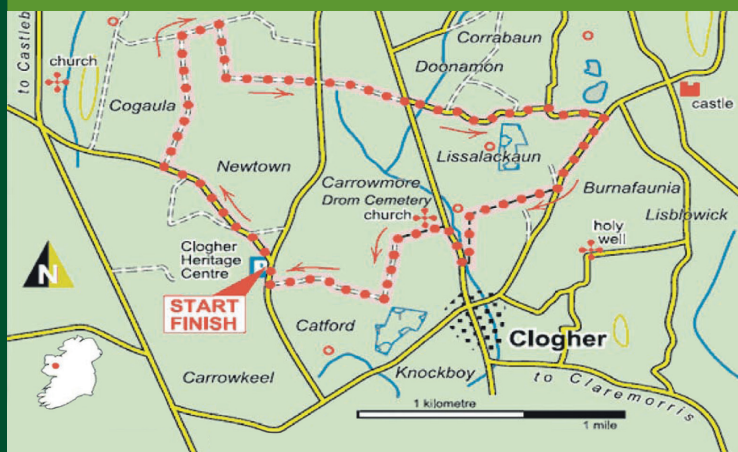 to Castleb
church
Cogaula
Corrabaun
Doonamon
castle
Newtown
Lissalackaun
Carrowmore
Drom Cemetery
church
Burnafaunia
Lisblowick
holy
well
Clogher
Heritage
Centre
N
START
FINISH
Catford
Clogher
Carrowkeel
Knockboy
to Claremorris
1 kilometre
1 mile